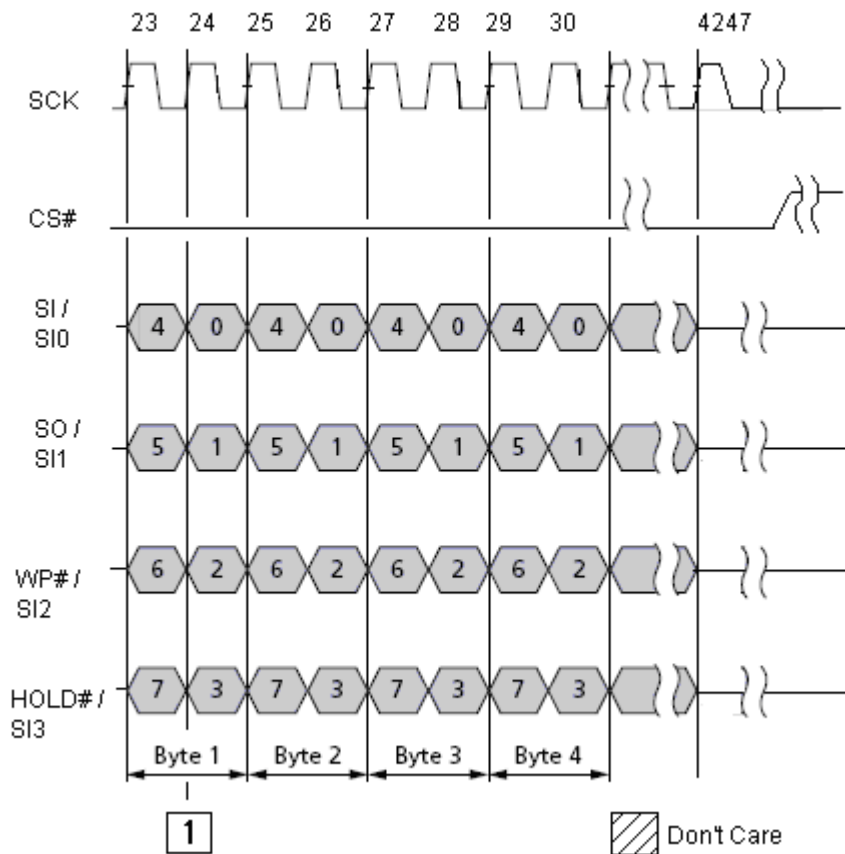 23 24 25 26 27 28 29 30 4247
SCK
CS#
SI /
SI0
4 0 4 0 4 0 4 0
SO /
SI1
5 1 5 1 5 1 5 1
WP# /
SI2
6 2 6 2 6 2 6 2
HOLD# /
SI3
7 3 7 3 7 3 7 3
Byte 1 Byte 2 Byte 3 Byte 4
1 Don't Care